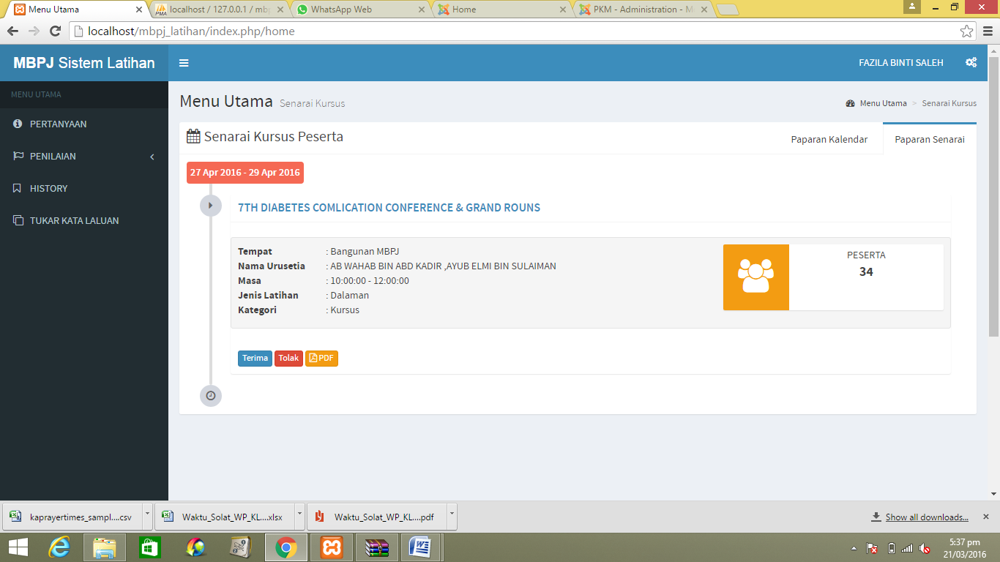 Menu Utama
localhost / 127.0.0.1 / mbp
WhatsApp Web
Home
PKM - Administration - M
localhost/mbpj_latihan/index.php/home
MBPJ Sistem Latihan
FAZILA BINTI SALEH
MENU UTAMA
Menu Utama Senarai Kursus
Menu Utama > Senarai Kursus
PERTANYAAN
PENILAIAN
HISTORY
TUKAR KATA LALUAN
Senarai Kursus Peserta
Paparan Kalendar
Paparan Senarai
27 Apr 2016 - 29 Apr 2016
7TH DIABETES COMLICATION CONFERENCE & GRAND ROUNS
Tempat : Bangunan MBPJ
Nama Urusetia : AB WAHAB BIN ABD KADIR ,AYUB ELMI BIN SULAIMAN
Masa : 10:00:00 - 12:00:00
Jenis Latihan : Dalaman
Kategori : Kursus
PESERTA
34
Terima Tolak PDF
kaprayertimes_sampl....csv
Waktu_Solat_WP_KL....xlsx
Waktu_Solat_WP_KL....pdf
Show all downloads...
5:37 pm
21/03/2016